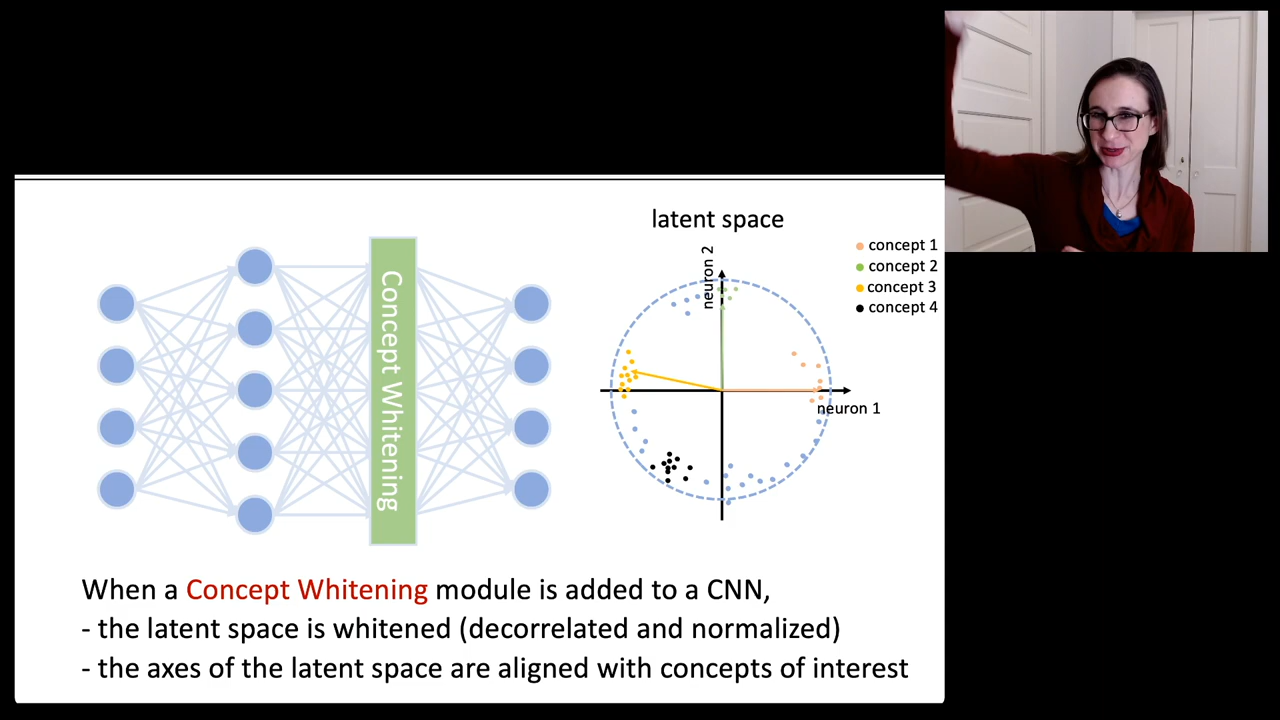 latent space
concept 1
concept 2
concept 3
concept 4
neuron 2
neuron 1
Concept Whitening
When a Concept Whitening module is added to a CNN,
- the latent space is whitened (decorrelated and normalized)
- the axes of the latent space are aligned with concepts of interest